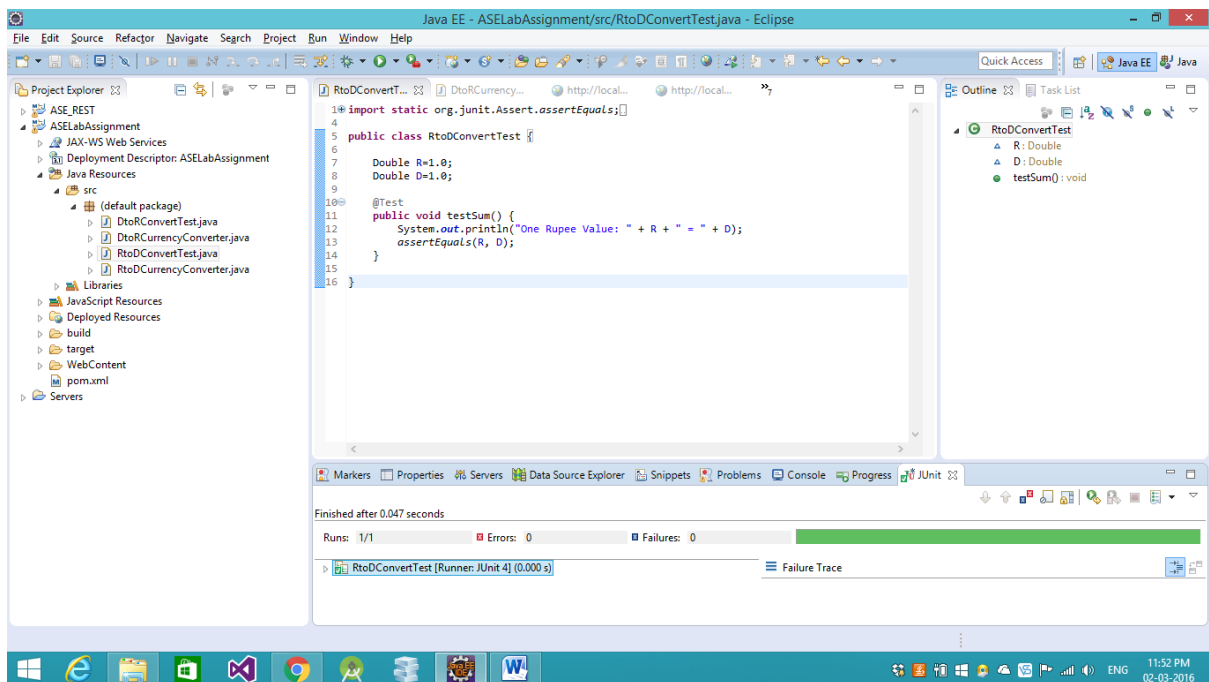 Java EE - ASELabAssignment/src/RtoDConvertTest.java - Eclipse
File Edit Source Refactor Navigate Search Project Run Window Help
Quick Access Java EE Java
Project Explorer
ASE_REST
ASELabAssignment
JAX-WS Web Services
Deployment Descriptor: ASELabAssignment
Java Resources
src
(default package)
DtoRConvertTest.java
DtoRCurrencyConverter.java
RtoDConvertTest.java
RtoDCurrencyConverter.java
Libraries
JavaScript Resources
Deployed Resources
build
target
WebContent
pom.xml
Servers
RtoDConvertT... DtoRCurrency... http://local... http://local... »7
1 import static org.junit.Assert.assertEquals;
4
5 public class RtoDConvertTest {
6
7 Double R=1.0;
8 Double D=1.0;
9
10 @Test
11 public void testSum() {
12 System.out.println("One Rupee Value: " + R + " = " + D);
13 assertEquals(R, D);
14 }
15
16 }
Outline Task List
RtoDConvertTest
R : Double
D : Double
testSum() : void
Markers Properties Servers Data Source Explorer Snippets Problems Console Progress JUnit
Finished after 0.047 seconds
Runs: 1/1 Errors: 0 Failures: 0
RtoDConvertTest [Runner: JUnit 4] (0.000 s)
Failure Trace
ENG 11:52 PM
02-03-2016